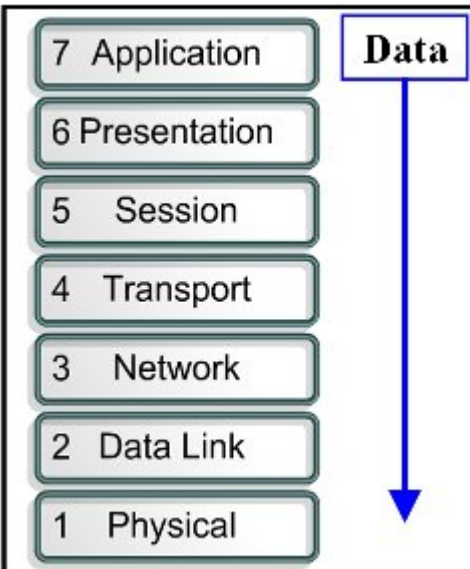 7 Application
Data
6 Presentation
5 Session
4 Transport
3 Network
2 Data Link
1 Physical